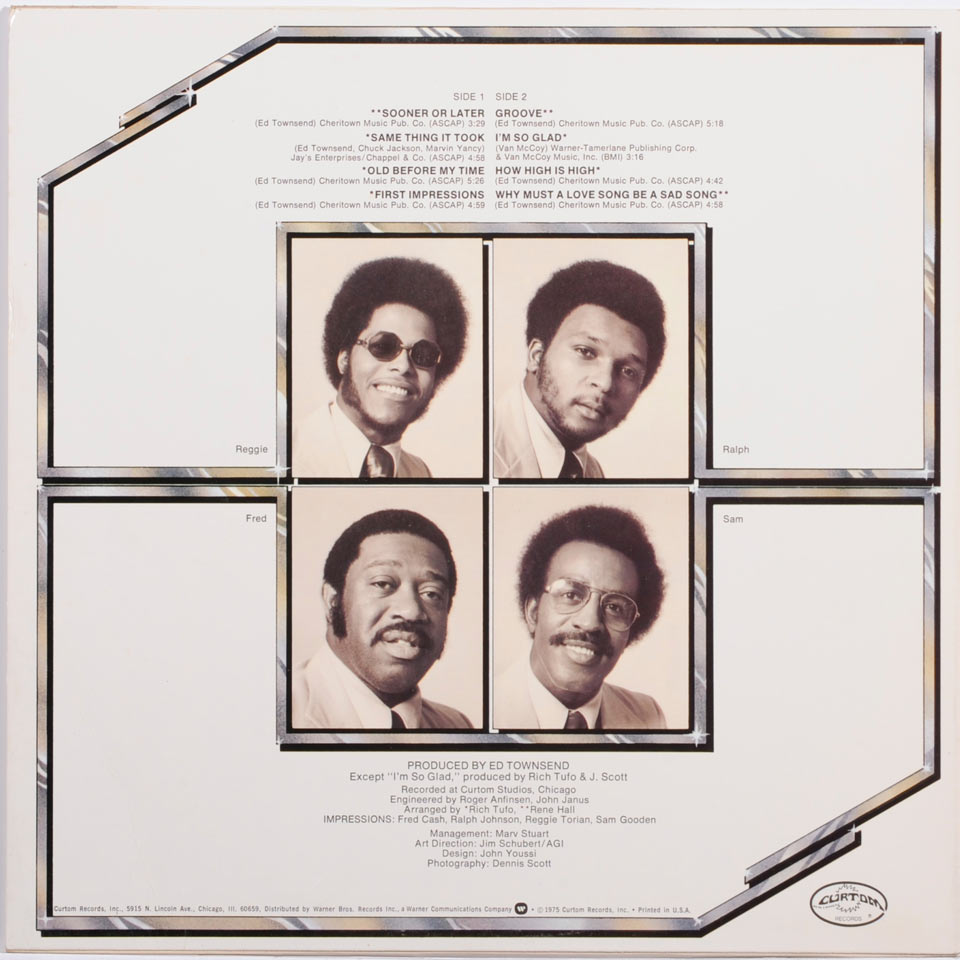 SIDE 1 SIDE 2
**SOONER OR LATER
(Ed Townsend) Cheritown Music Pub. Co. (ASCAP) 3:29
*SAME THING IT TOOK
(Ed Townsend, Chuck Jackson, Marvin Yancy)
Jay's Enterprises/Chappel & Co. (ASCAP) 4:58
*OLD BEFORE MY TIME
(Ed Townsend) Cheritown Music Pub. Co. (ASCAP) 5:26
*FIRST IMPRESSIONS
(Ed Townsend) Cheritown Music Pub. Co. (ASCAP) 4:59
GROOVE**
(Ed Townsend) Cheritown Music Pub. Co. (ASCAP) 5:18
I'M SO GLAD*
(Van McCoy) Warner-Tamerlane Publishing Corp.
& Van McCoy Music, Inc. (BMI) 3:16
HOW HIGH IS HIGH*
(Ed Townsend) Cheritown Music Pub. Co. (ASCAP) 4:42
WHY MUST A LOVE SONG BE A SAD SONG**
(Ed Townsend) Cheritown Music Pub. Co. (ASCAP) 4:58
Reggie
Ralph
Fred
Sam
PRODUCED BY ED TOWNSEND
Except "I'm So Glad," produced by Rich Tufo & J. Scott
Recorded at Curtom Studios, Chicago
Engineered by Roger Anfinsen, John Janus
Arranged by *Rich Tufo, **Rene Hall
IMPRESSIONS: Fred Cash, Ralph Johnson, Reggie Torian, Sam Gooden
Management: Marv Stuart
Art Direction: Jim Schubert/AGI
Design: John Youssi
Photography: Dennis Scott
Curtom Records, Inc., 5915 N. Lincoln Ave., Chicago, Ill. 60659, Distributed by Warner Bros. Records Inc., a Warner Communications Company • ©1975 Curtom Records, Inc. • Printed in U.S.A.
CURTOM
RECORDS ®